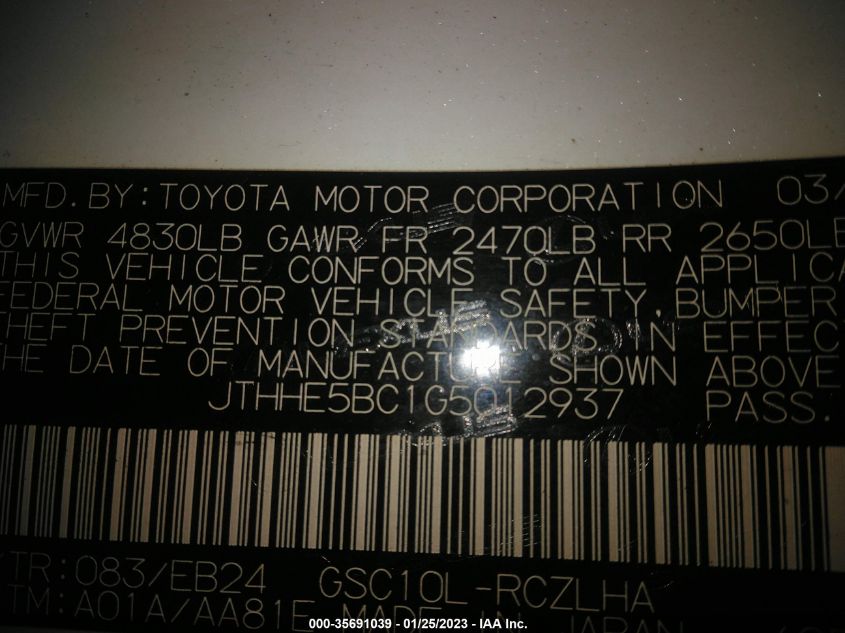 MFD.BY:TOYOTA MOTOR CORPORATION 03/
GVWR 4830LB GAWR FR 2470LB RR 2650LB
THIS VEHICLE CONFORMS TO ALL APPLICA
FEDERAL MOTOR VEHICLE SAFETY,BUMPER
THEFT PREVENTION STANDARDS IN EFFEC
THE DATE OF MANUFACTURE SHOWN ABOVE
JTHHE5BC1G5012937 PASS.
TR:083/EB24 GSC10L-RCZLHA
TM:A01A/AA81E MADE IN JAPAN
000-35691039 — 01/25/2023 - IAA Inc.